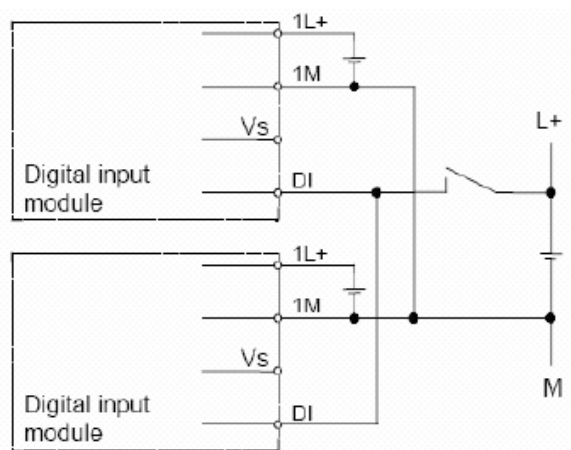 1L+
1M
L+
Vs
Digital input
module
DI
1L+
1M
Vs
M
Digital input
module
DI